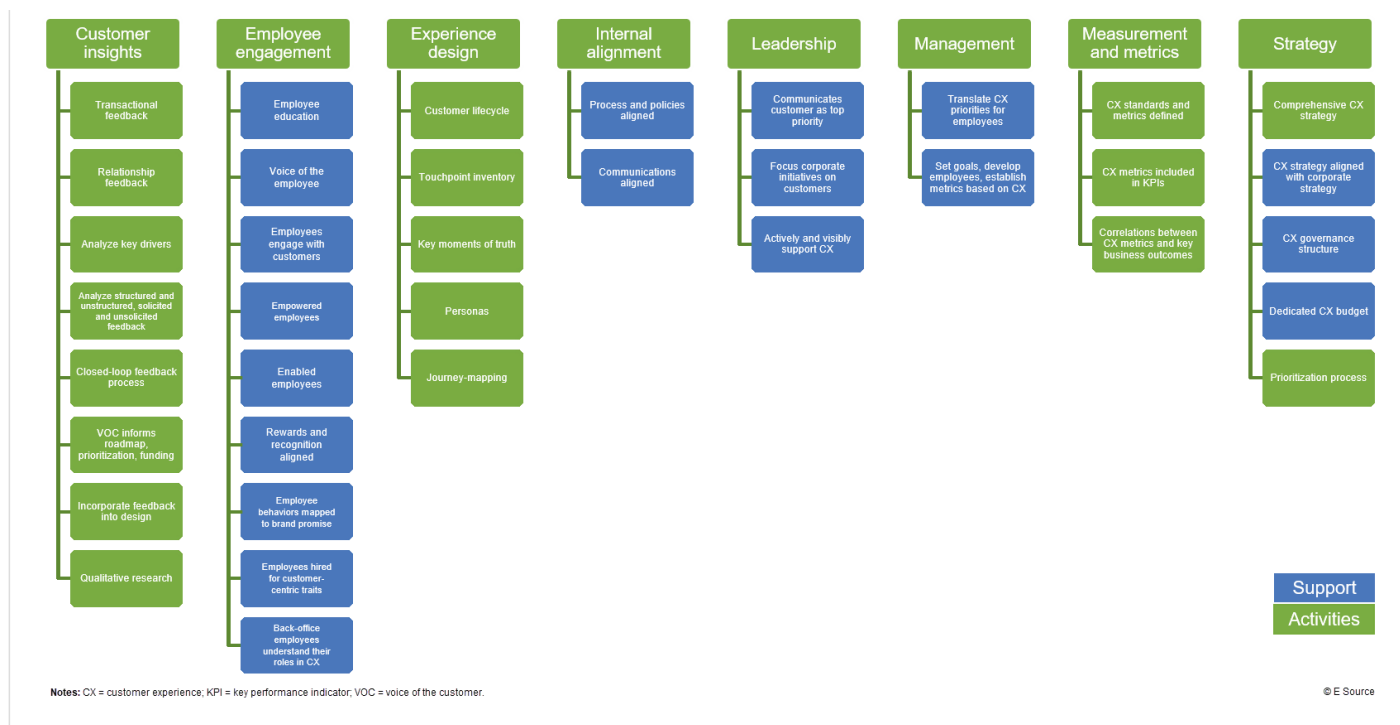 Customer
insights
Transactional
feedback
Relationship
feedback
Analyze key drivers
Analyze structured and
unstructured, solicited
and unsolicited
feedback
Closed-loop feedback
process
VOC informs
roadmap,
prioritization, funding
Incorporate feedback
into design
Qualitative research
Employee
engagement
Employee
education
Voice of the
employee
Employees
engage with
customers
Empowered
employees
Enabled
employees
Rewards and
recognition
aligned
Employee
behaviors mapped
to brand promise
Employees hired
for customer-
centric traits
Back-office
employees
understand their
roles in CX
Experience
design
Customer lifecycle
Touchpoint inventory
Key moments of truth
Personas
Journey-mapping
Internal
alignment
Process and policies
aligned
Communications
aligned
Leadership
Communicates
customer as top
priority
Focus corporate
initiatives on
customers
Actively and visibly
support CX
Management
Translate CX
priorities for
employees
Set goals, develop
employees, establish
metrics based on CX
Measurement
and metrics
CX standards and
metrics defined
CX metrics included
in KPIs
Correlations between
CX metrics and key
business outcomes
Strategy
Comprehensive CX
strategy
CX strategy aligned
with corporate
strategy
CX governance
structure
Dedicated CX budget
Prioritization process
Support
Activities
Notes: CX = customer experience; KPI = key performance indicator; VOC = voice of the customer.
© E Source